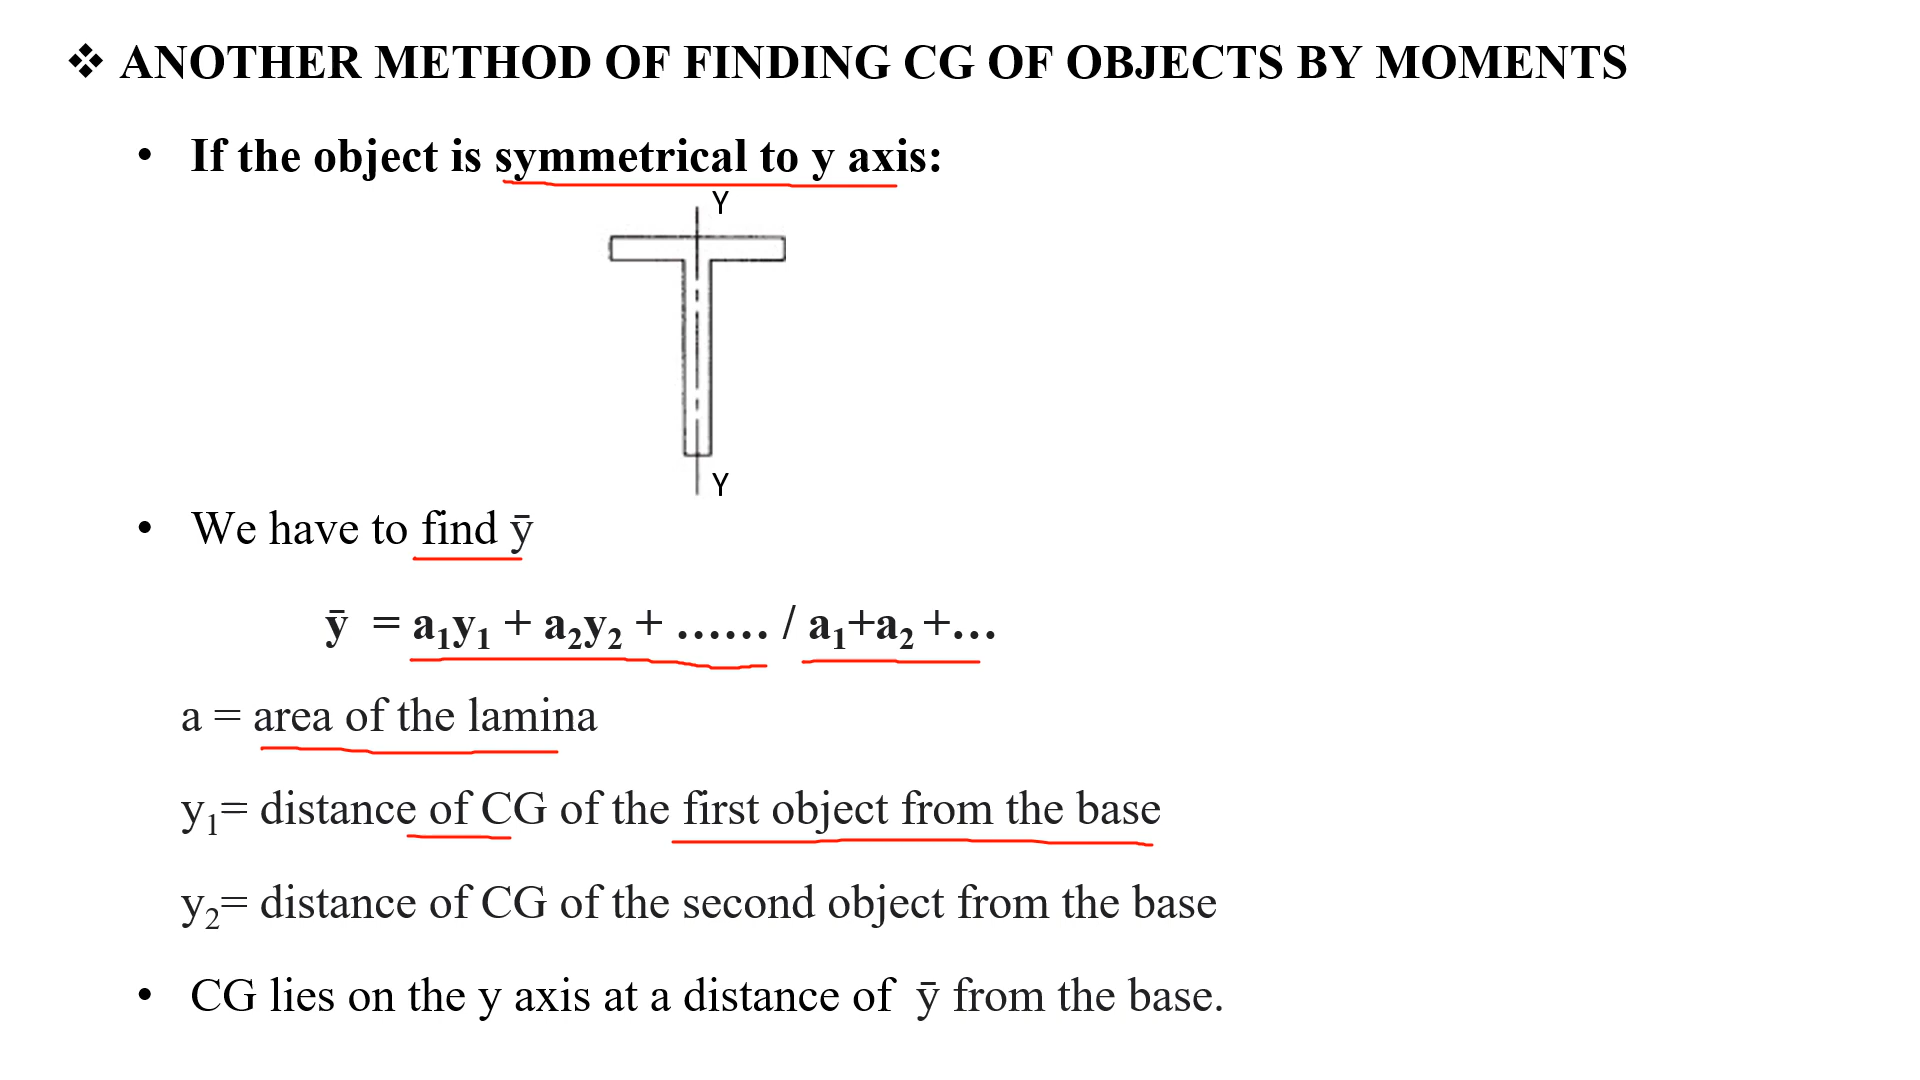 ❖ ANOTHER METHOD OF FINDING CG OF OBJECTS BY MOMENTS
• If the object is symmetrical to y axis:
Y
Y
• We have to find ȳ
ȳ = a₁y₁ + a₂y₂ + …… / a₁+a₂ +…
a = area of the lamina
y₁= distance of CG of the first object from the base
y₂= distance of CG of the second object from the base
• CG lies on the y axis at a distance of ȳ from the base.